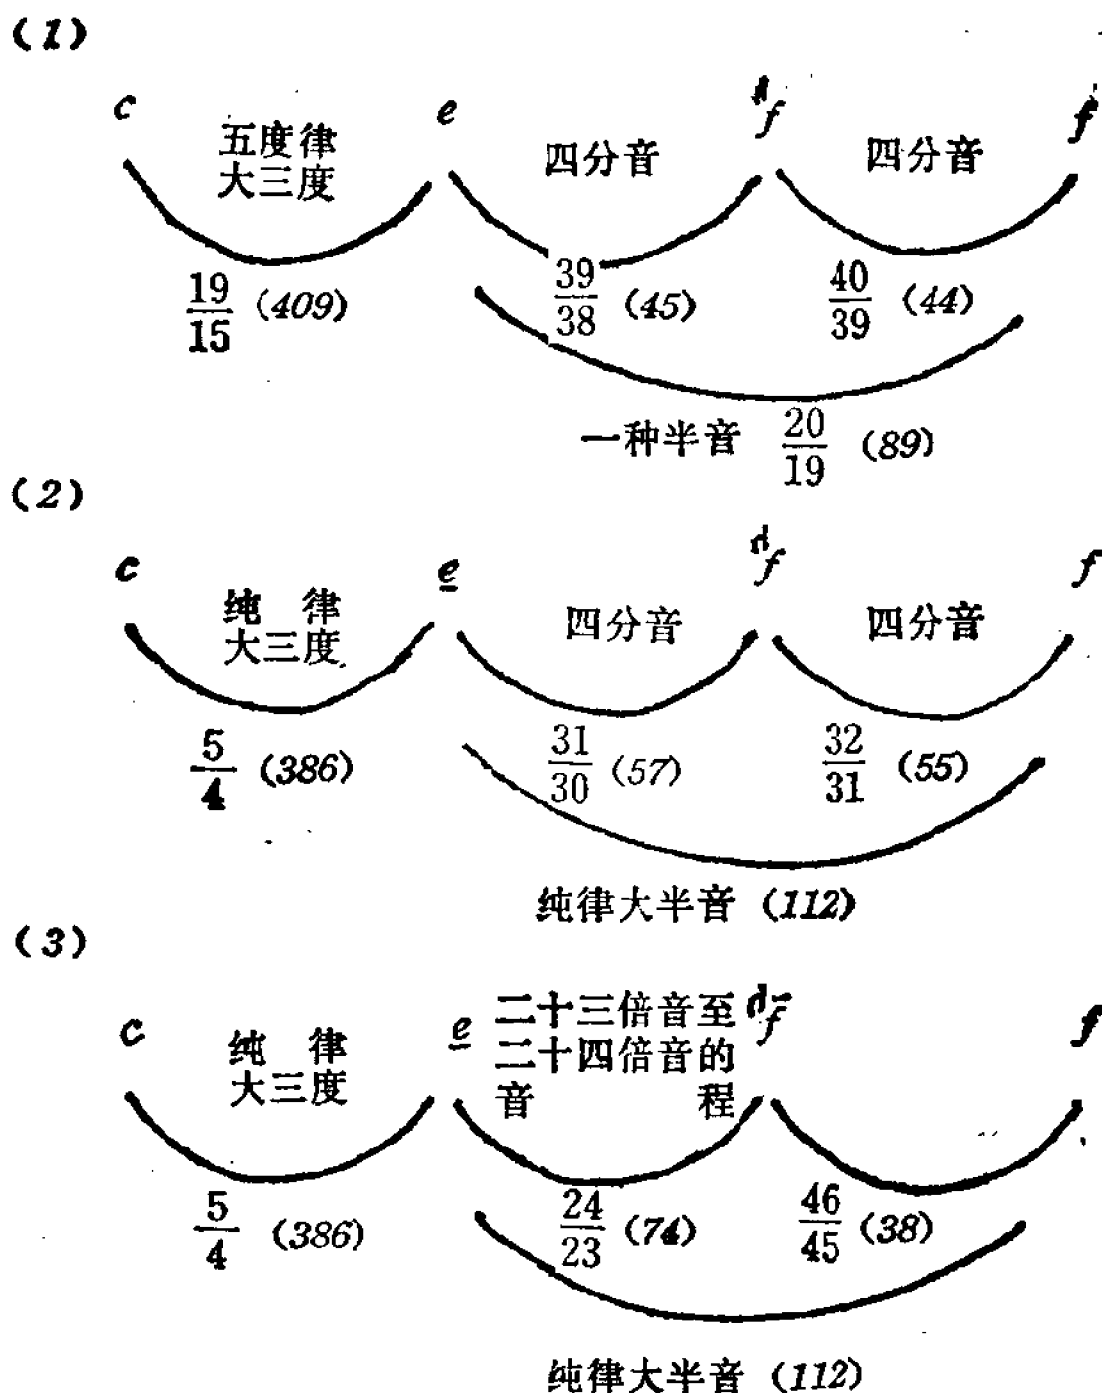 (1)
c e f f
五度律 四分音 四分音
大三度
19/15 (409) 39/38 (45) 40/39 (44)
一种半音 20/19 (89)
(2)
c e f f
纯 律 四分音 四分音
大三度
5/4 (386) 31/30 (57) 32/31 (55)
纯律大半音 (112)
(3)
c e 二十三倍音至 f f
纯 律 二十四倍音的
大三度 音 程
5/4 (386) 24/23 (74) 46/45 (38)
纯律大半音 (112)